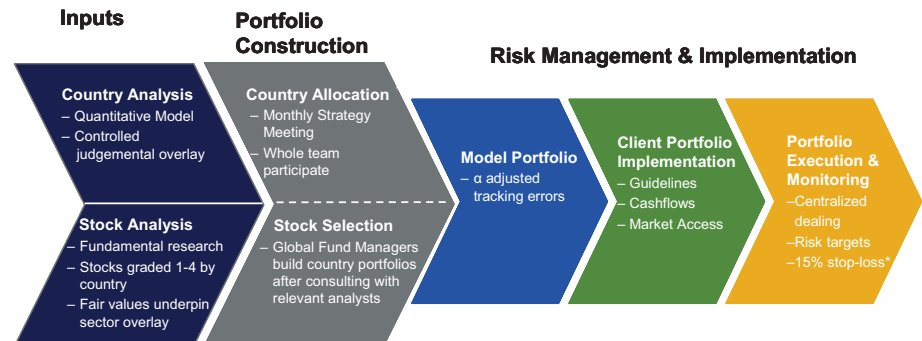 Inputs
Portfolio
Construction
Risk Management & Implementation
Country Analysis
– Quantitative Model
– Controlled
judgemental overlay
Stock Analysis
– Fundamental research
– Stocks graded 1-4 by
country
– Fair values underpin
sector overlay
Country Allocation
– Monthly Strategy
Meeting
– Whole team
participate
Stock Selection
– Global Fund Managers
build country portfolios
after consulting with
relevant analysts
Model Portfolio
– α adjusted
tracking errors
Client Portfolio
Implementation
– Guidelines
– Cashflows
– Market Access
Portfolio
Execution &
Monitoring
–Centralized
dealing
–Risk targets
–15% stop-loss*